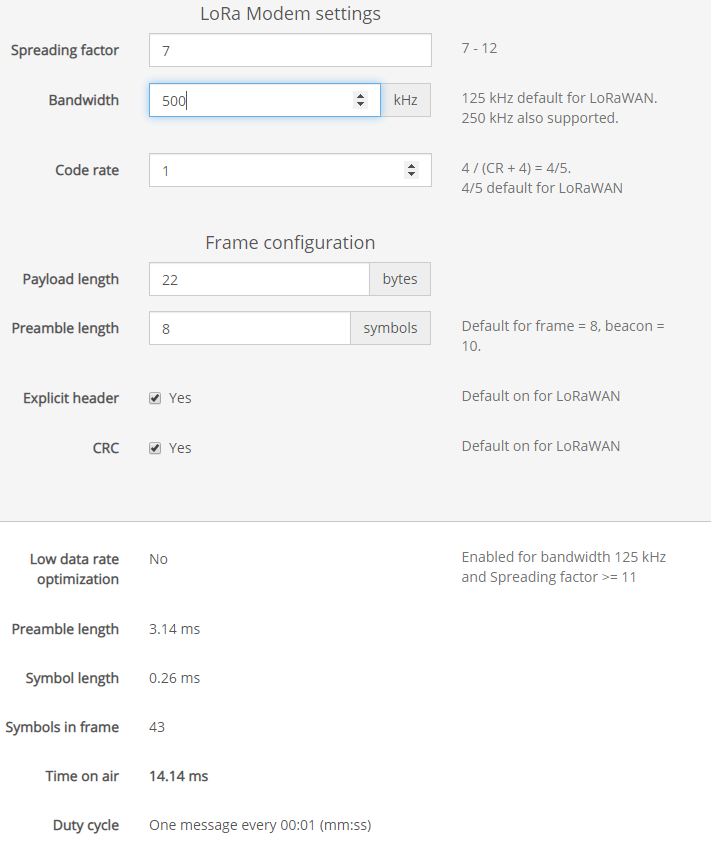 LoRa Modem settings
Spreading factor 7 7 - 12
Bandwidth 500 kHz 125 kHz default for LoRaWAN.
250 kHz also supported.
Code rate 1 4 / (CR + 4) = 4/5.
4/5 default for LoRaWAN
Frame configuration
Payload length 22 bytes
Preamble length 8 symbols Default for frame = 8, beacon =
10.
Explicit header Yes Default on for LoRaWAN
CRC Yes Default on for LoRaWAN
Low data rate No Enabled for bandwidth 125 kHz
optimization and Spreading factor >= 11
Preamble length 3.14 ms
Symbol length 0.26 ms
Symbols in frame 43
Time on air 14.14 ms
Duty cycle One message every 00:01 (mm:ss)